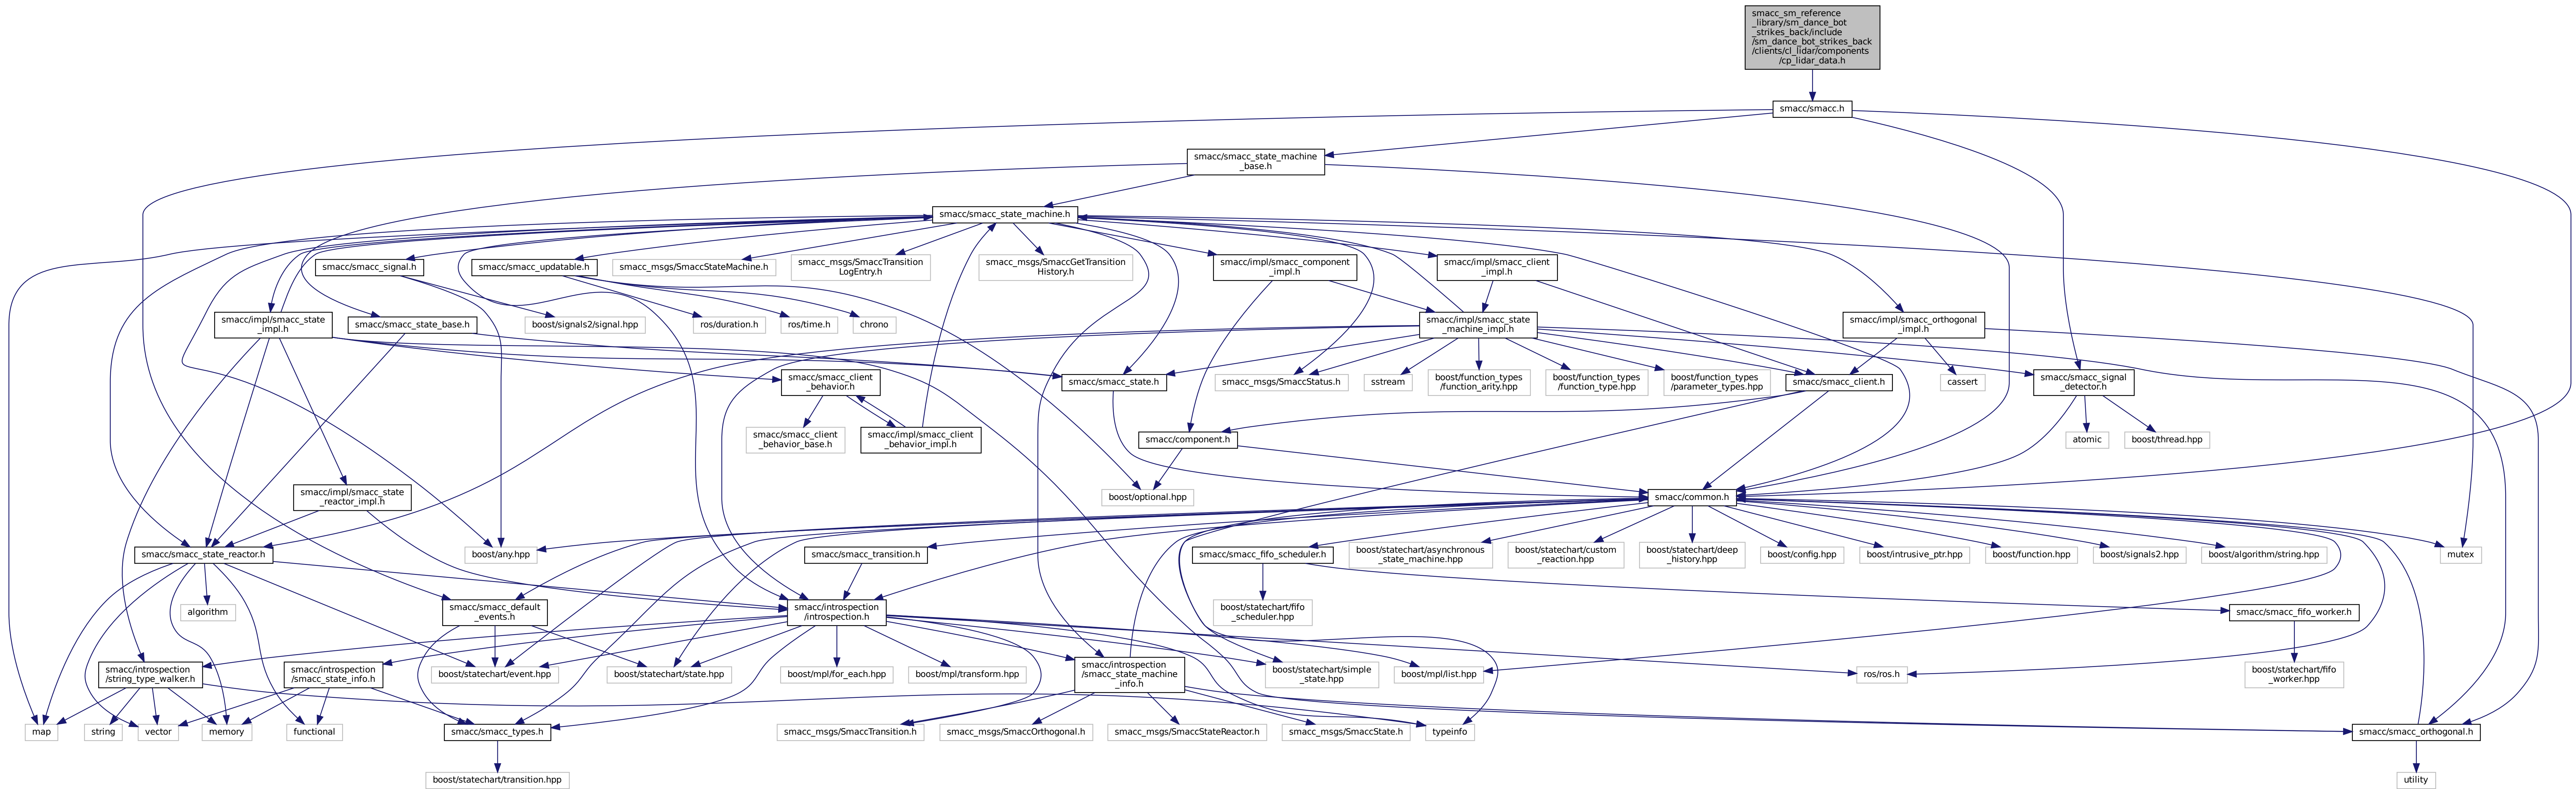 smacc_sm_reference
_library/sm_dance_bot
_strikes_back/include
/sm_dance_bot_strikes_back
/clients/cl_lidar/components
/cp_lidar_data.h
smacc/smacc.h
smacc/smacc_state_machine
_base.h
smacc/smacc_state_machine.h
smacc/smacc_signal.h
smacc/smacc_updatable.h
smacc_msgs/SmaccStateMachine.h
smacc_msgs/SmaccTransition
LogEntry.h
smacc_msgs/SmaccGetTransition
History.h
smacc/impl/smacc_component
_impl.h
smacc/impl/smacc_client
_impl.h
smacc/impl/smacc_state
_impl.h
smacc/smacc_state_base.h
boost/signals2/signal.hpp
ros/duration.h
ros/time.h
chrono
smacc/impl/smacc_state
_machine_impl.h
smacc/impl/smacc_orthogonal
_impl.h
smacc/smacc_client
_behavior.h
smacc/smacc_state.h
smacc_msgs/SmaccStatus.h
sstream
boost/function_types
/function_arity.hpp
boost/function_types
/function_type.hpp
boost/function_types
/parameter_types.hpp
smacc/smacc_client.h
cassert
smacc/smacc_signal
_detector.h
smacc/smacc_client
_behavior_base.h
smacc/impl/smacc_client
_behavior_impl.h
smacc/component.h
atomic
boost/thread.hpp
smacc/impl/smacc_state
_reactor_impl.h
boost/optional.hpp
smacc/common.h
smacc/smacc_state_reactor.h
boost/any.hpp
smacc/smacc_transition.h
smacc/smacc_fifo_scheduler.h
boost/statechart/asynchronous
_state_machine.hpp
boost/statechart/custom
_reaction.hpp
boost/statechart/deep
_history.hpp
boost/config.hpp
boost/intrusive_ptr.hpp
boost/function.hpp
boost/signals2.hpp
boost/algorithm/string.hpp
mutex
algorithm
smacc/smacc_default
_events.h
smacc/introspection
/introspection.h
boost/statechart/fifo
_scheduler.hpp
smacc/smacc_fifo_worker.h
smacc/introspection
/string_type_walker.h
smacc/introspection
/smacc_state_info.h
boost/statechart/event.hpp
boost/statechart/state.hpp
boost/mpl/for_each.hpp
boost/mpl/transform.hpp
smacc/introspection
/smacc_state_machine
_info.h
boost/statechart/simple
_state.hpp
boost/mpl/list.hpp
ros/ros.h
boost/statechart/fifo
_worker.hpp
map
string
vector
memory
functional
smacc/smacc_types.h
smacc_msgs/SmaccTransition.h
smacc_msgs/SmaccOrthogonal.h
smacc_msgs/SmaccStateReactor.h
smacc_msgs/SmaccState.h
typeinfo
smacc/smacc_orthogonal.h
boost/statechart/transition.hpp
utility